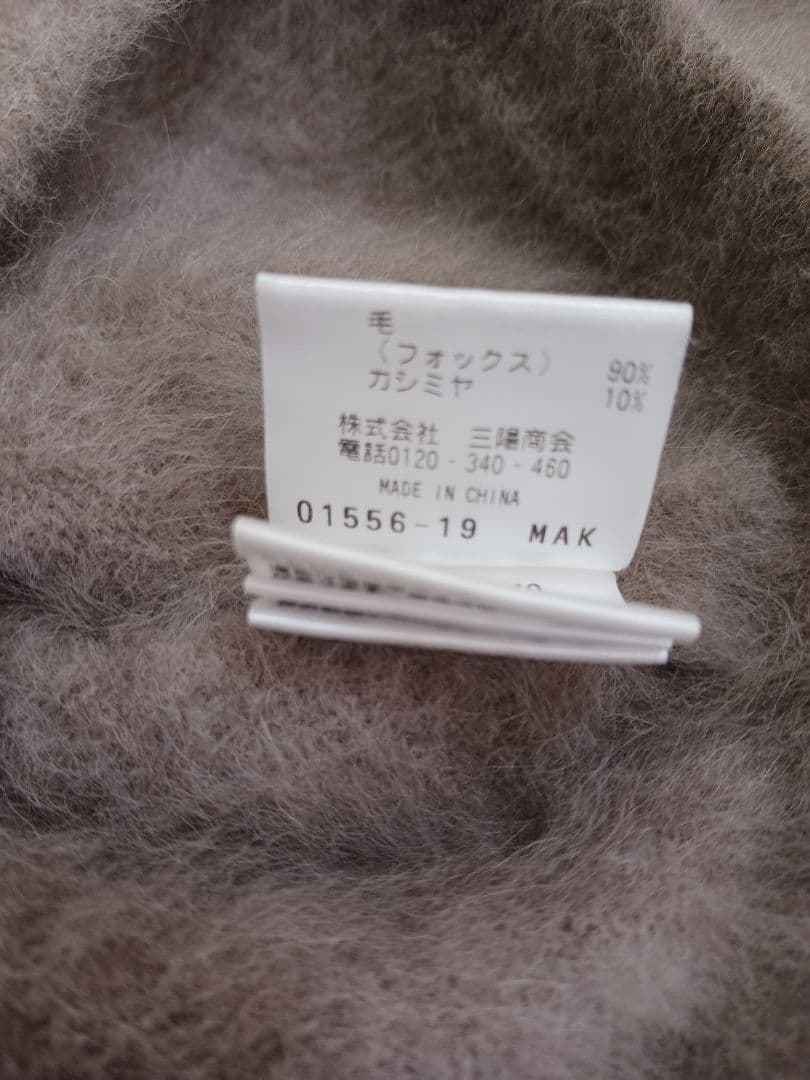 毛
（フォックス） 90%
カシミヤ 10%
株式会社 三陽商会
電話0120-340-460
MADE IN CHINA
01556-19 MAK